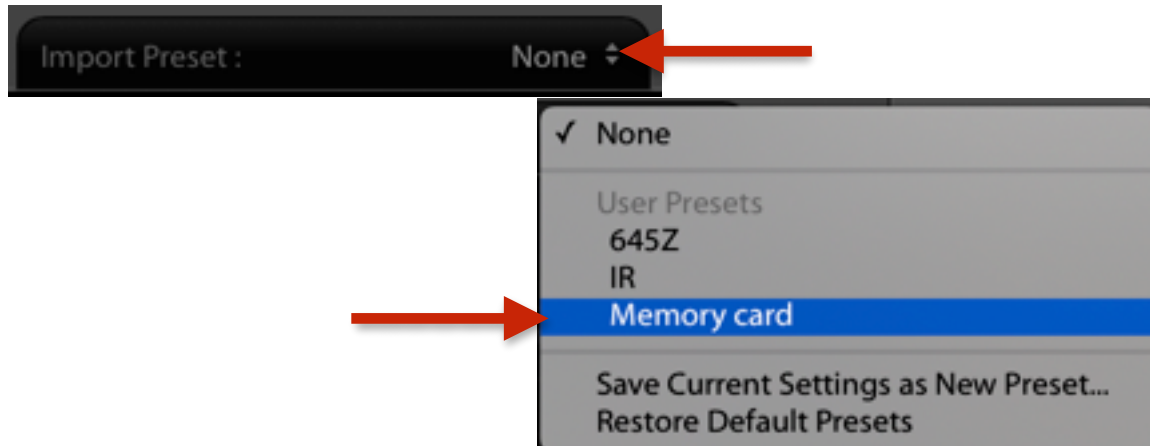 Import Preset : None
✓ None
User Presets
645Z
IR
Memory card
Save Current Settings as New Preset...
Restore Default Presets